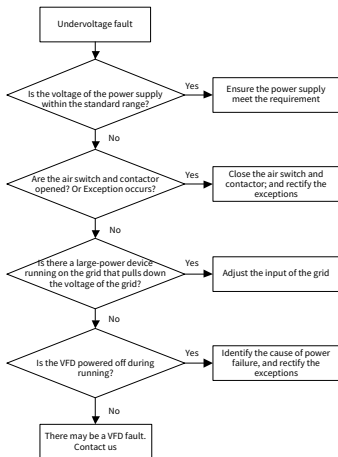 Undervoltage fault
Is the voltage of the power supply
within the standard range?
Yes
Ensure the power supply
meet the requirement
No
Are the air switch and contactor
opened? Or Exception occurs?
Yes
Close the air switch and
contactor; and rectify the
exceptions
No
Is there a large-power device
running on the grid that pulls down
the voltage of the grid?
Yes
Adjust the input of the grid
No
Is the VFD powered off during
running?
Yes
Identify the cause of power
failure, and rectify the
exceptions
No
There may be a VFD fault.
Contact us